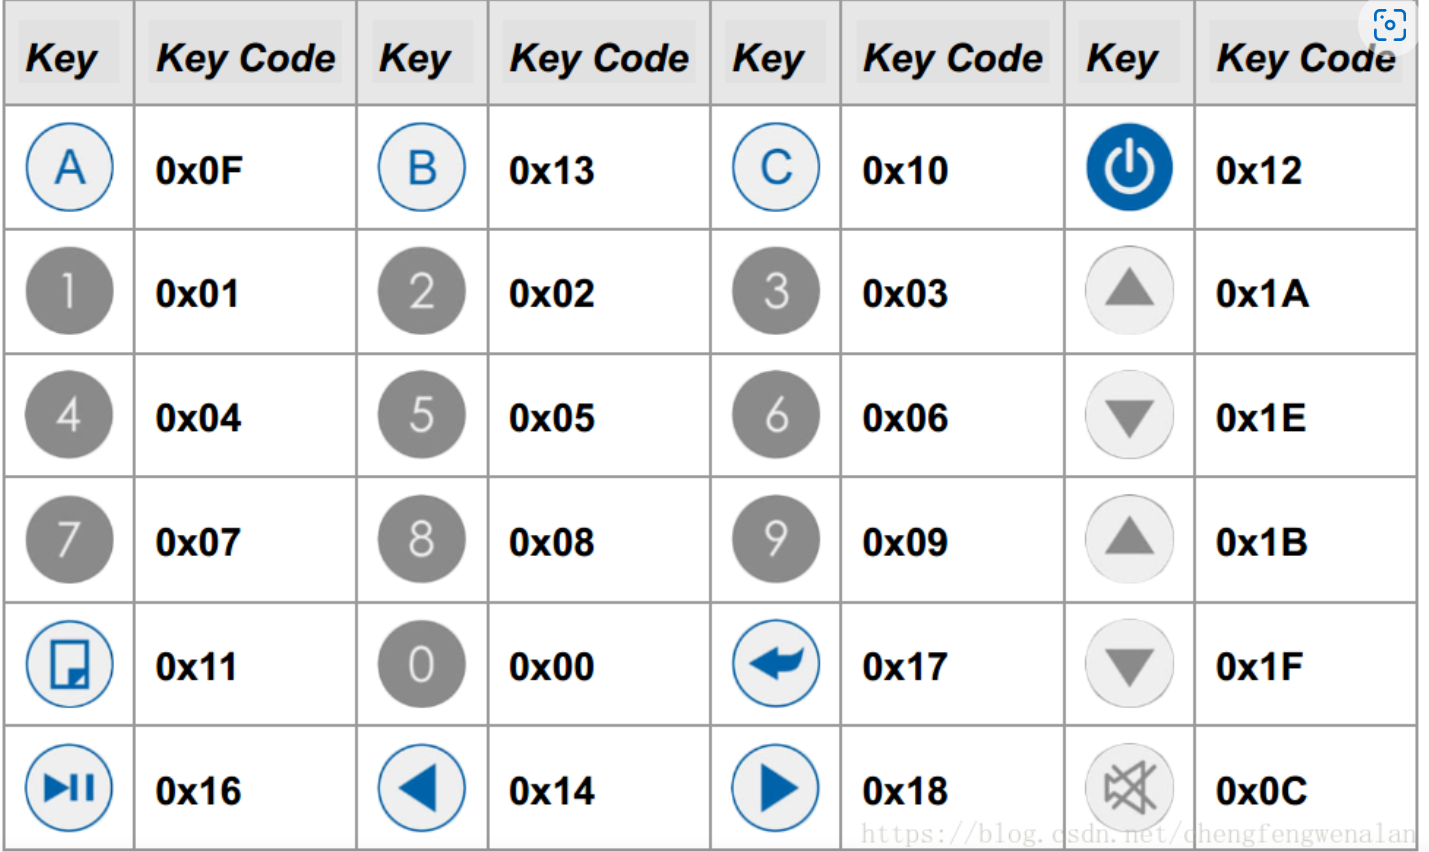 Key Key Code Key Key Code Key Key Code Key Key Code
A 0x0F B 0x13 C 0x10 0x12
1 0x01 2 0x02 3 0x03 0x1A
4 0x04 5 0x05 6 0x06 0x1E
7 0x07 8 0x08 9 0x09 0x1B
0x11 0 0x00 0x17 0x1F
0x16 0x14 0x18 0x0C
https://blog.csdn.net/chengfengwenalan